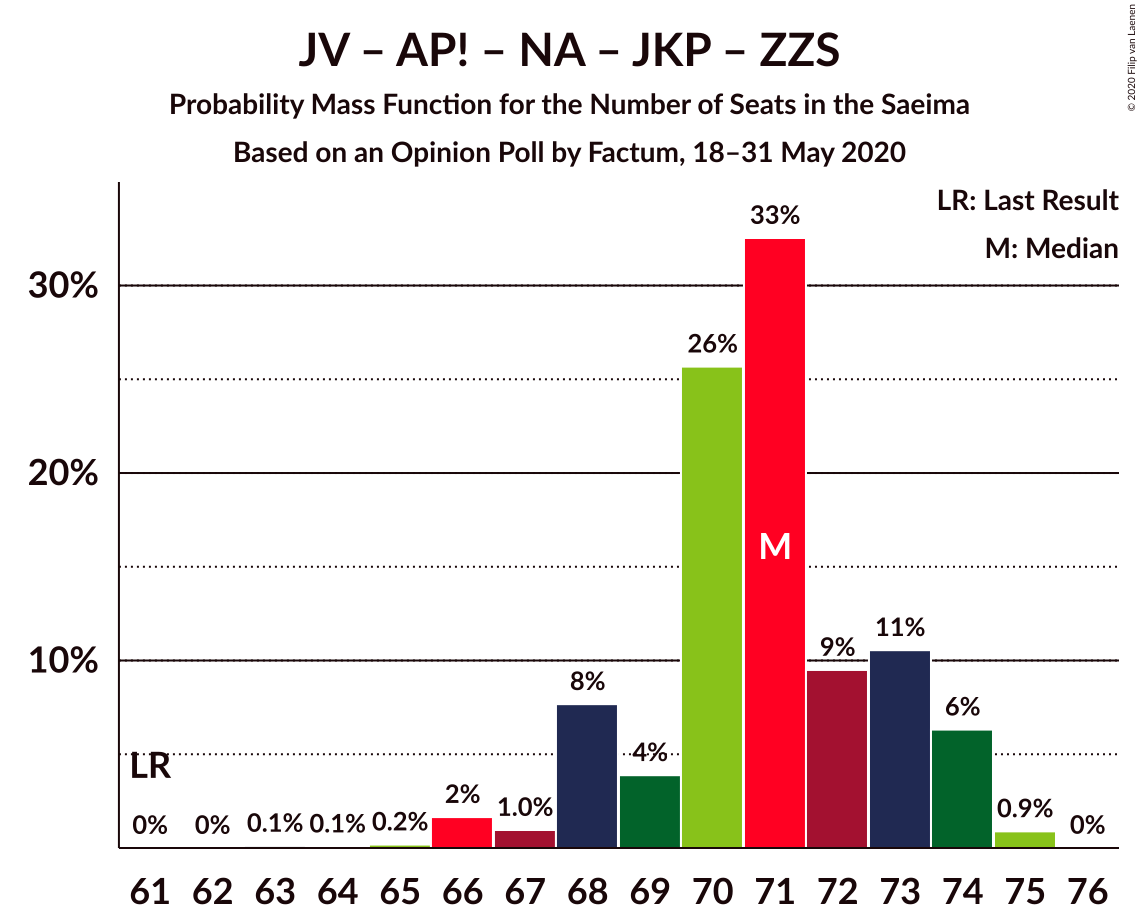 JV – AP! – NA – JKP – ZZS
Probability Mass Function for the Number of Seats in the Saeima
Based on an Opinion Poll by Factum, 18–31 May 2020
© 2020 Filip van Laenen
LR: Last Result
M: Median
30%
20%
10%
LR
0%
0%
0.1%
0.1%
0.2%
2%
1.0%
8%
4%
26%
33%
M
9%
11%
6%
0.9%
0%
61 62 63 64 65 66 67 68 69 70 71 72 73 74 75 76